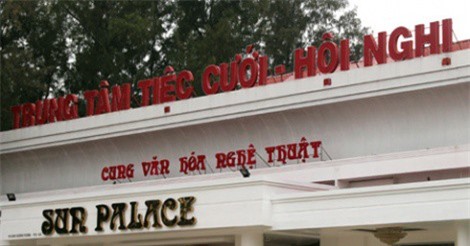 TRUNG TÂM TIỆC CƯỚI - HỘI NGHỊ
CUNG VĂN HÓA NGHỆ THUẬT
SUN PALACE